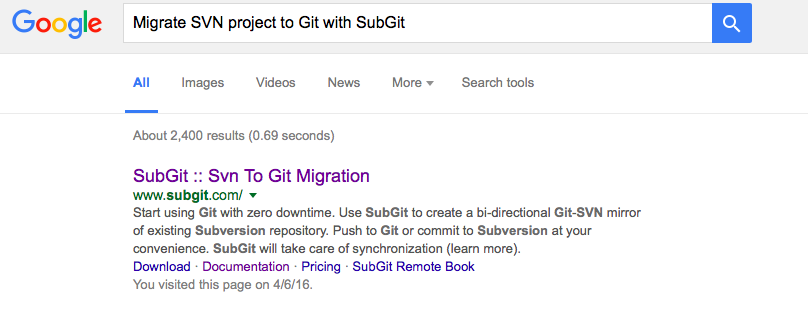 Google Migrate SVN project to Git with SubGit
All Images Videos News More Search tools
About 2,400 results (0.69 seconds)
SubGit :: Svn To Git Migration
www.subgit.com/
Start using Git with zero downtime. Use SubGit to create a bi-directional Git-SVN mirror
of existing Subversion repository. Push to Git or commit to Subversion at your
convenience. SubGit will take care of synchronization (learn more).
Download · Documentation · Pricing · SubGit Remote Book
You visited this page on 4/6/16.